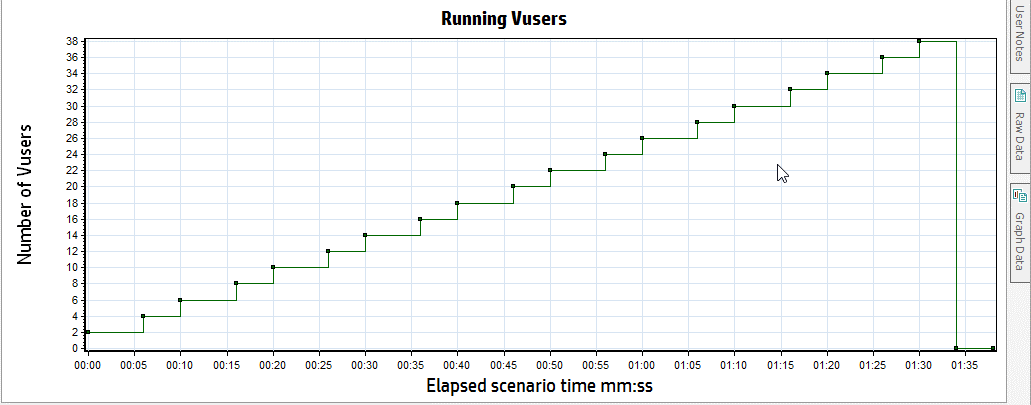 Running Vusers
User Notes
Raw Data
Graph Data
Number of Vusers
38
36
34
32
30
28
26
24
22
20
18
16
14
12
10
8
6
4
2
0
00:00 00:05 00:10 00:15 00:20 00:25 00:30 00:35 00:40 00:45 00:50 00:55 01:00 01:05 01:10 01:15 01:20 01:25 01:30 01:35
Elapsed scenario time mm:ss